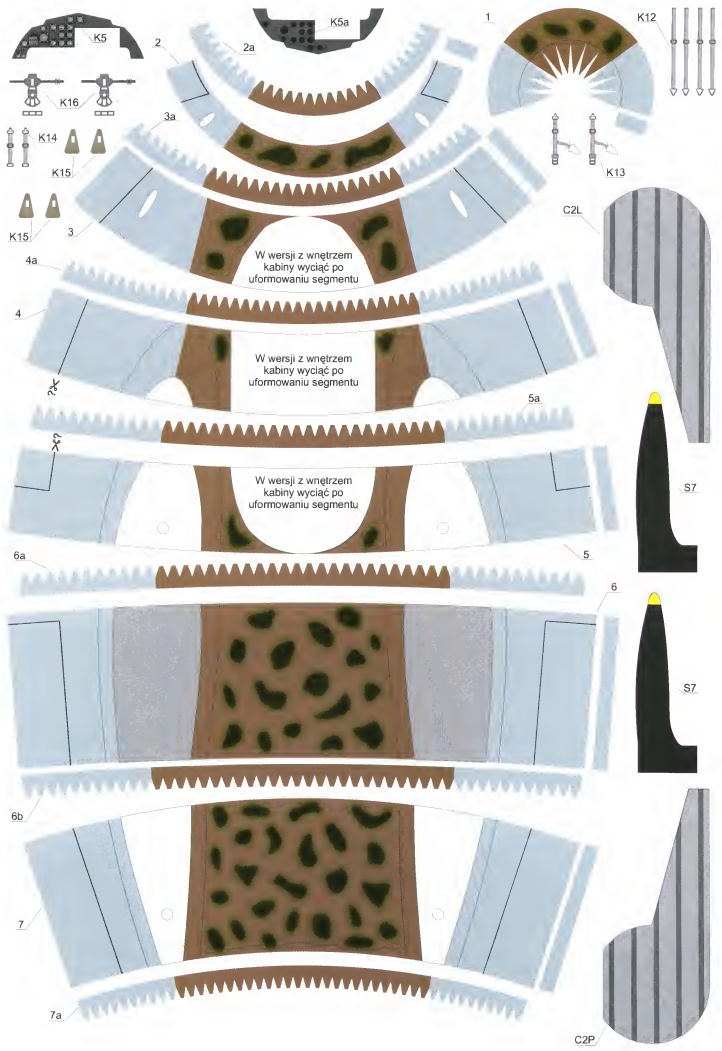 K5
K5a
1
K12
2
2a
K16
3a
K14
K15
K13
K15
3
C2L
W wersji z wnętrzem
kabiny wyciąć po
uformowaniu segmentu
4a
4
W wersji z wnętrzem
kabiny wyciąć po
uformowaniu segmentu
?
5a
?
S7
W wersji z wnętrzem
kabiny wyciąć po
uformowaniu segmentu
6a
5
6
S7
6b
7
7a
C2P